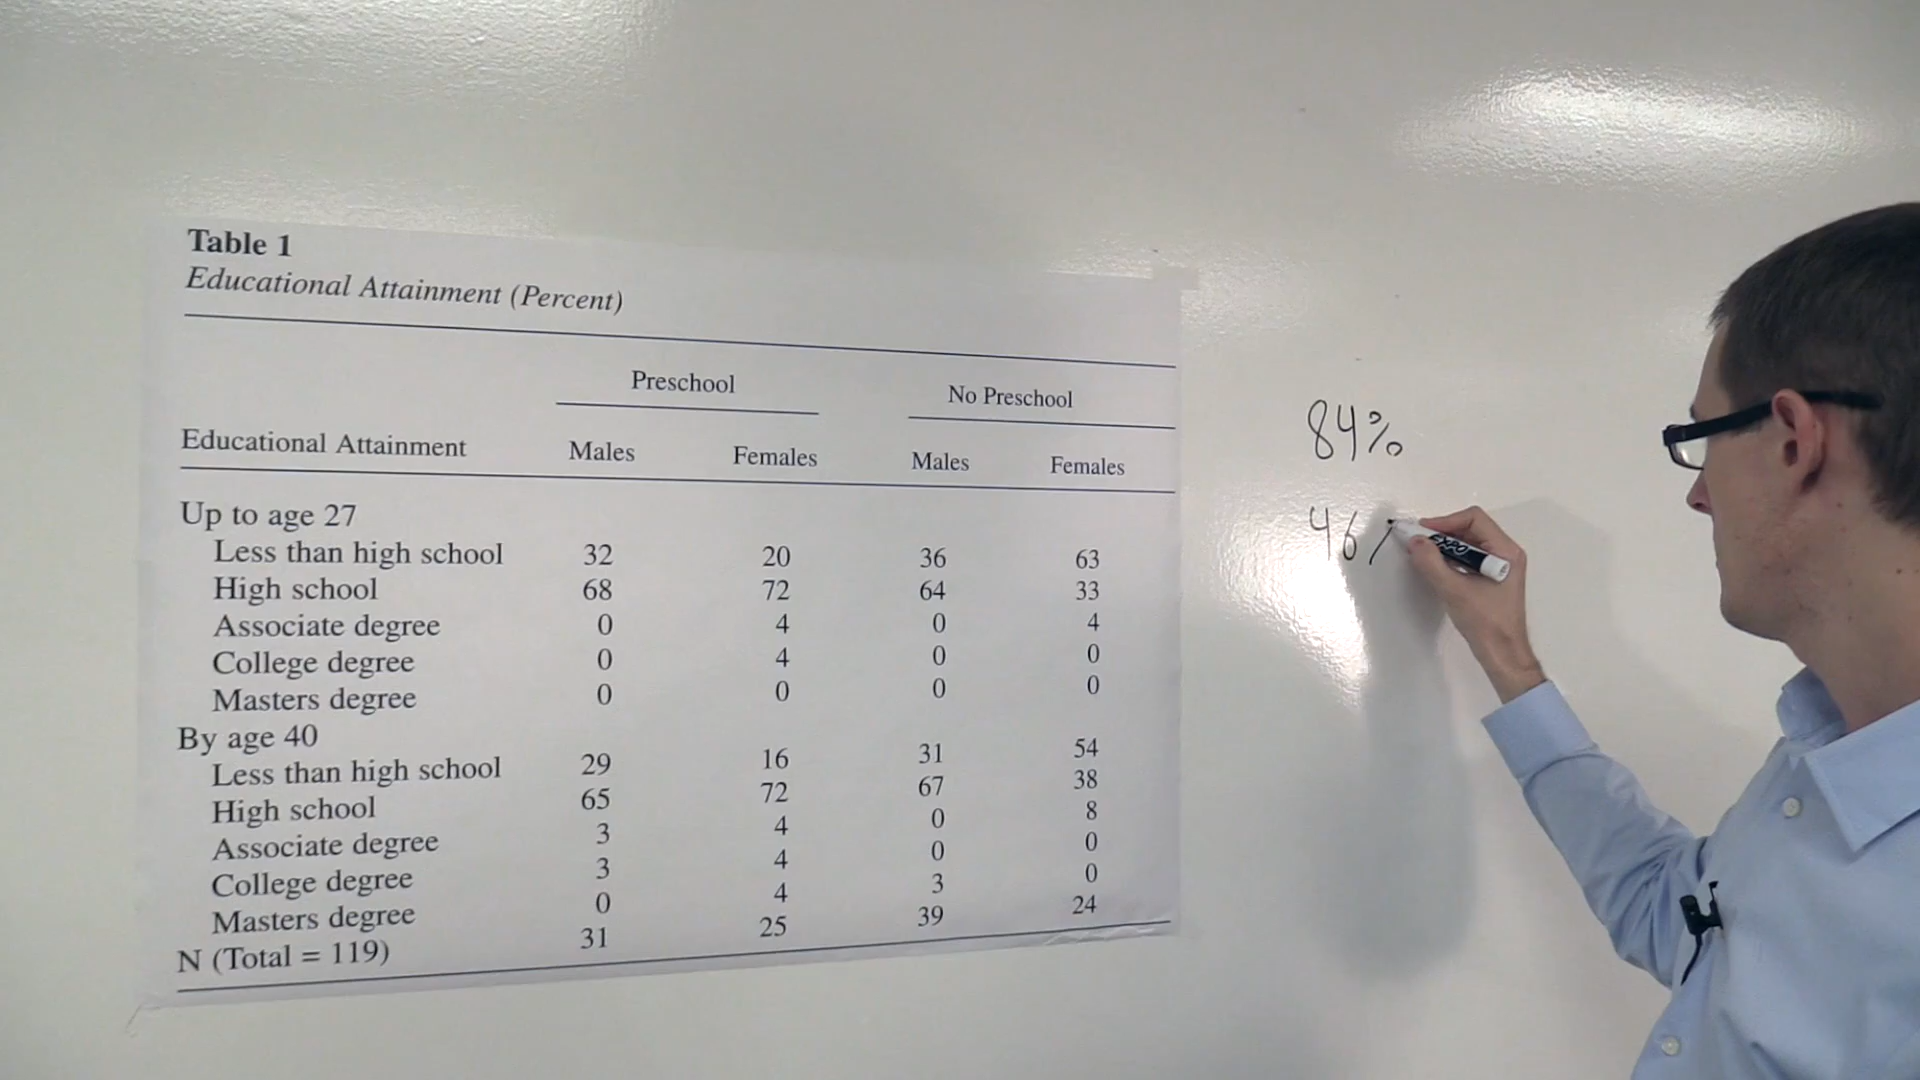 Table 1
Educational Attainment (Percent)
Preschool No Preschool
Educational Attainment Males Females Males Females
Up to age 27
Less than high school 32 20 36 63
High school 68 72 64 33
Associate degree 0 4 0 4
College degree 0 4 0 0
Masters degree 0 0 0 0
By age 40
Less than high school 29 16 31 54
High school 65 72 67 38
Associate degree 3 4 0 8
College degree 3 4 0 0
Masters degree 0 4 3 0
N (Total = 119) 31 25 39 24
84%
46%
EXPO